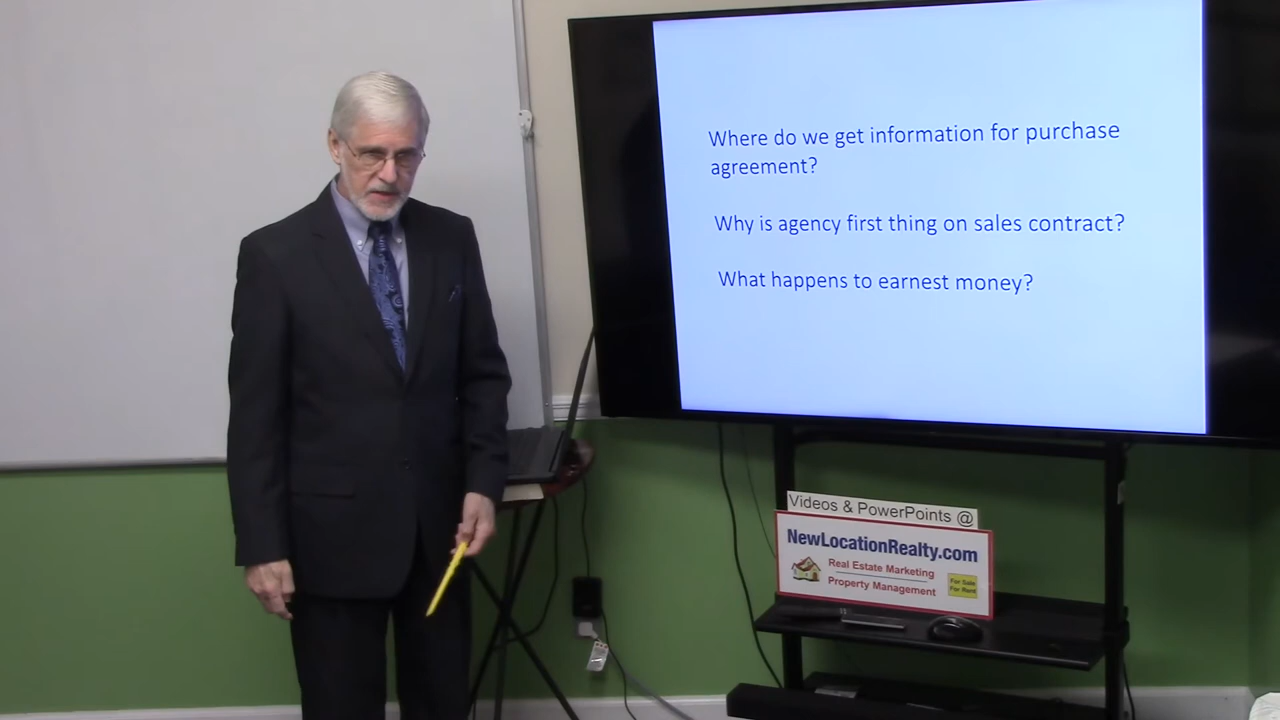 Where do we get information for purchase
agreement?
Why is agency first thing on sales contract?
What happens to earnest money?
Videos & PowerPoints @
NewLocationRealty.com
Real Estate Marketing
Property Management
For Sale
For Rent